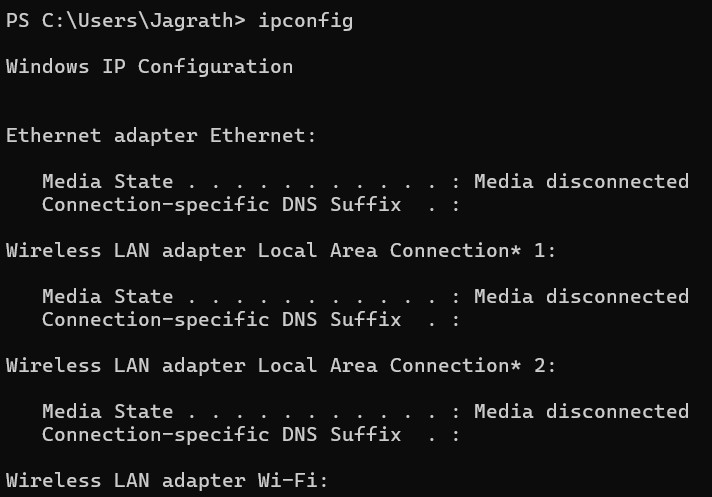 PS C:\Users\Jagrath> ipconfig
Windows IP Configuration
Ethernet adapter Ethernet:
   Media State . . . . . . . . . . . : Media disconnected
   Connection-specific DNS Suffix  . :
Wireless LAN adapter Local Area Connection* 1:
   Media State . . . . . . . . . . . : Media disconnected
   Connection-specific DNS Suffix  . :
Wireless LAN adapter Local Area Connection* 2:
   Media State . . . . . . . . . . . : Media disconnected
   Connection-specific DNS Suffix  . :
Wireless LAN adapter Wi-Fi: